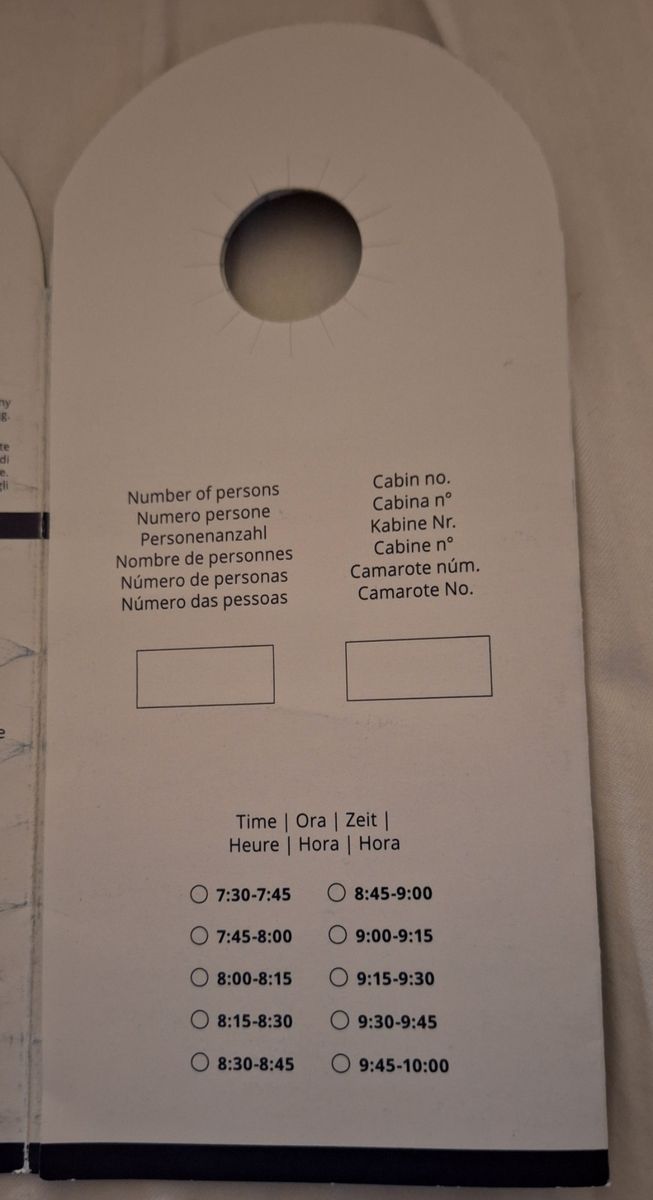 Number of persons
Numero persone
Personenanzahl
Nombre de personnes
Número de personas
Número das pessoas
Cabin no.
Cabina n°
Kabine Nr.
Cabine n°
Camarote núm.
Camarote No.
Time | Ora | Zeit |
Heure | Hora | Hora
7:30-7:45
7:45-8:00
8:00-8:15
8:15-8:30
8:30-8:45
8:45-9:00
9:00-9:15
9:15-9:30
9:30-9:45
9:45-10:00